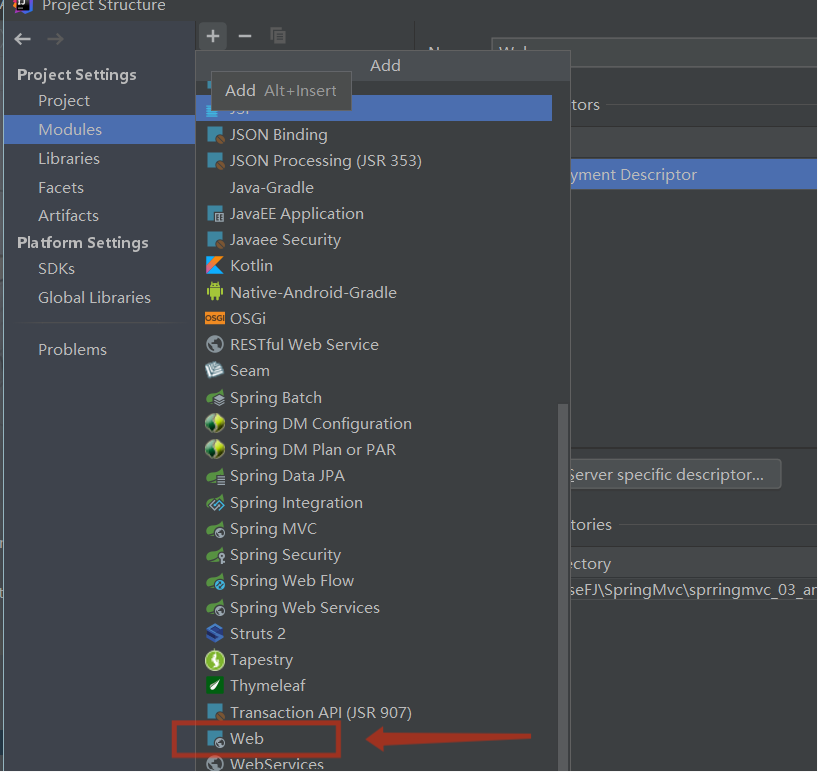 Project Structure
Project Settings
Project
Modules
Libraries
Facets
Artifacts
Platform Settings
SDKs
Global Libraries
Problems
Add
Add Alt+Insert
JSON Binding
JSON Processing (JSR 353)
Java-Gradle
JavaEE Application
Javaee Security
Kotlin
Native-Android-Gradle
OSGi
OSGi
RESTful Web Service
Seam
Spring Batch
Spring DM Configuration
Spring DM Plan or PAR
Spring Data JPA
Spring Integration
Spring MVC
Spring Security
Spring Web Flow
Spring Web Services
Struts 2
Tapestry
Thymeleaf
Transaction API (JSR 907)
Web
WebServices
tors
yment Descriptor
Server specific descriptor...
tories
ectory
seFJ\SpringMvc\sprringmvc_03_an